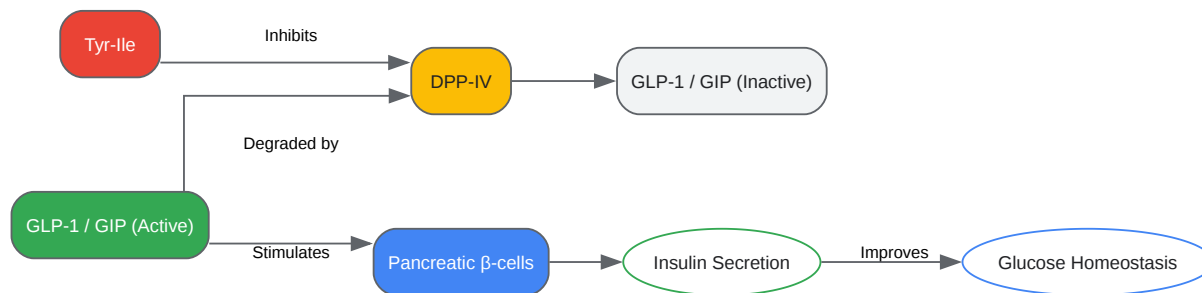 Tyr-Ile
Inhibits
DPP-IV
GLP-1 / GIP (Inactive)
Degraded by
GLP-1 / GIP (Active)
Stimulates
Pancreatic β-cells
Insulin Secretion
Improves
Glucose Homeostasis